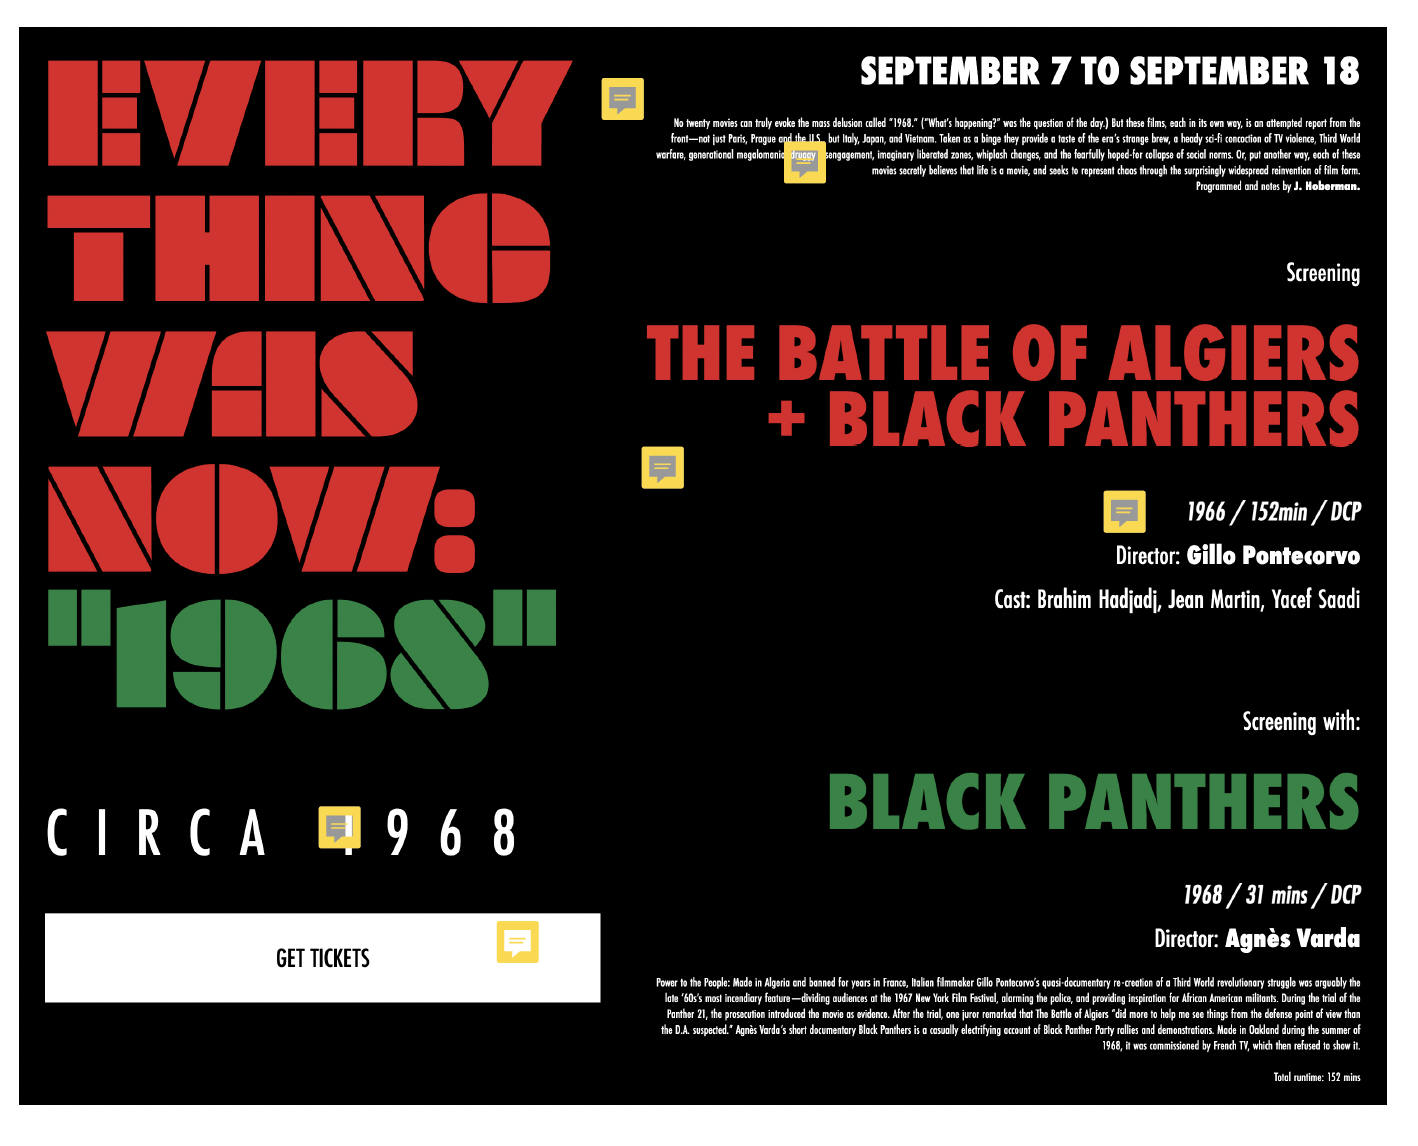 EVERY
THING
WAS
NOW:
"1968"
CIRCA 1968
GET TICKETS
SEPTEMBER 7 TO SEPTEMBER 18
No twenty movies can truly evoke the mass delusion called "1968." ("What's happening?" was the question of the day.) But these films, each in its own way, is an attempted report from the
front—not just Paris, Prague and the U.S., but Italy, Japan, and Vietnam. Taken as a binge they provide a taste of the era's strange brew, a heady sci-fi concoction of TV violence, Third World
warfare, generational megalomania, druggy sengagement, imaginary liberated zones, whiplash changes, and the fearfully hoped-for collapse of social norms. Or, put another way, each of these
movies secretly believes that life is a movie, and seeks to represent chaos through the surprisingly widespread reinvention of film form.
Programmed and notes by J. Hoberman.
Screening
THE BATTLE OF ALGIERS
+ BLACK PANTHERS
1966 / 152min / DCP
Director: Gillo Pontecorvo
Cast: Brahim Hadjadj, Jean Martin, Yacef Saadi
Screening with:
BLACK PANTHERS
1968 / 31 mins / DCP
Director: Agnès Varda
Power to the People: Made in Algeria and banned for years in France, Italian filmmaker Gillo Pontecorvo's quasi-documentary re-creation of a Third World revolutionary struggle was arguably the
late '60s's most incendiary feature—dividing audiences at the 1967 New York Film Festival, alarming the police, and providing inspiration for African American militants. During the trial of the
Panther 21, the prosecution introduced the movie as evidence. After the trial, one juror remarked that The Battle of Algiers "did more to help me see things from the defense point of view than
the D.A. suspected." Agnès Varda's short documentary Black Panthers is a casually electrifying account of Black Panther Party rallies and demonstrations. Made in Oakland during the summer of
1968, it was commissioned by French TV, which then refused to show it.
Total runtime: 152 mins